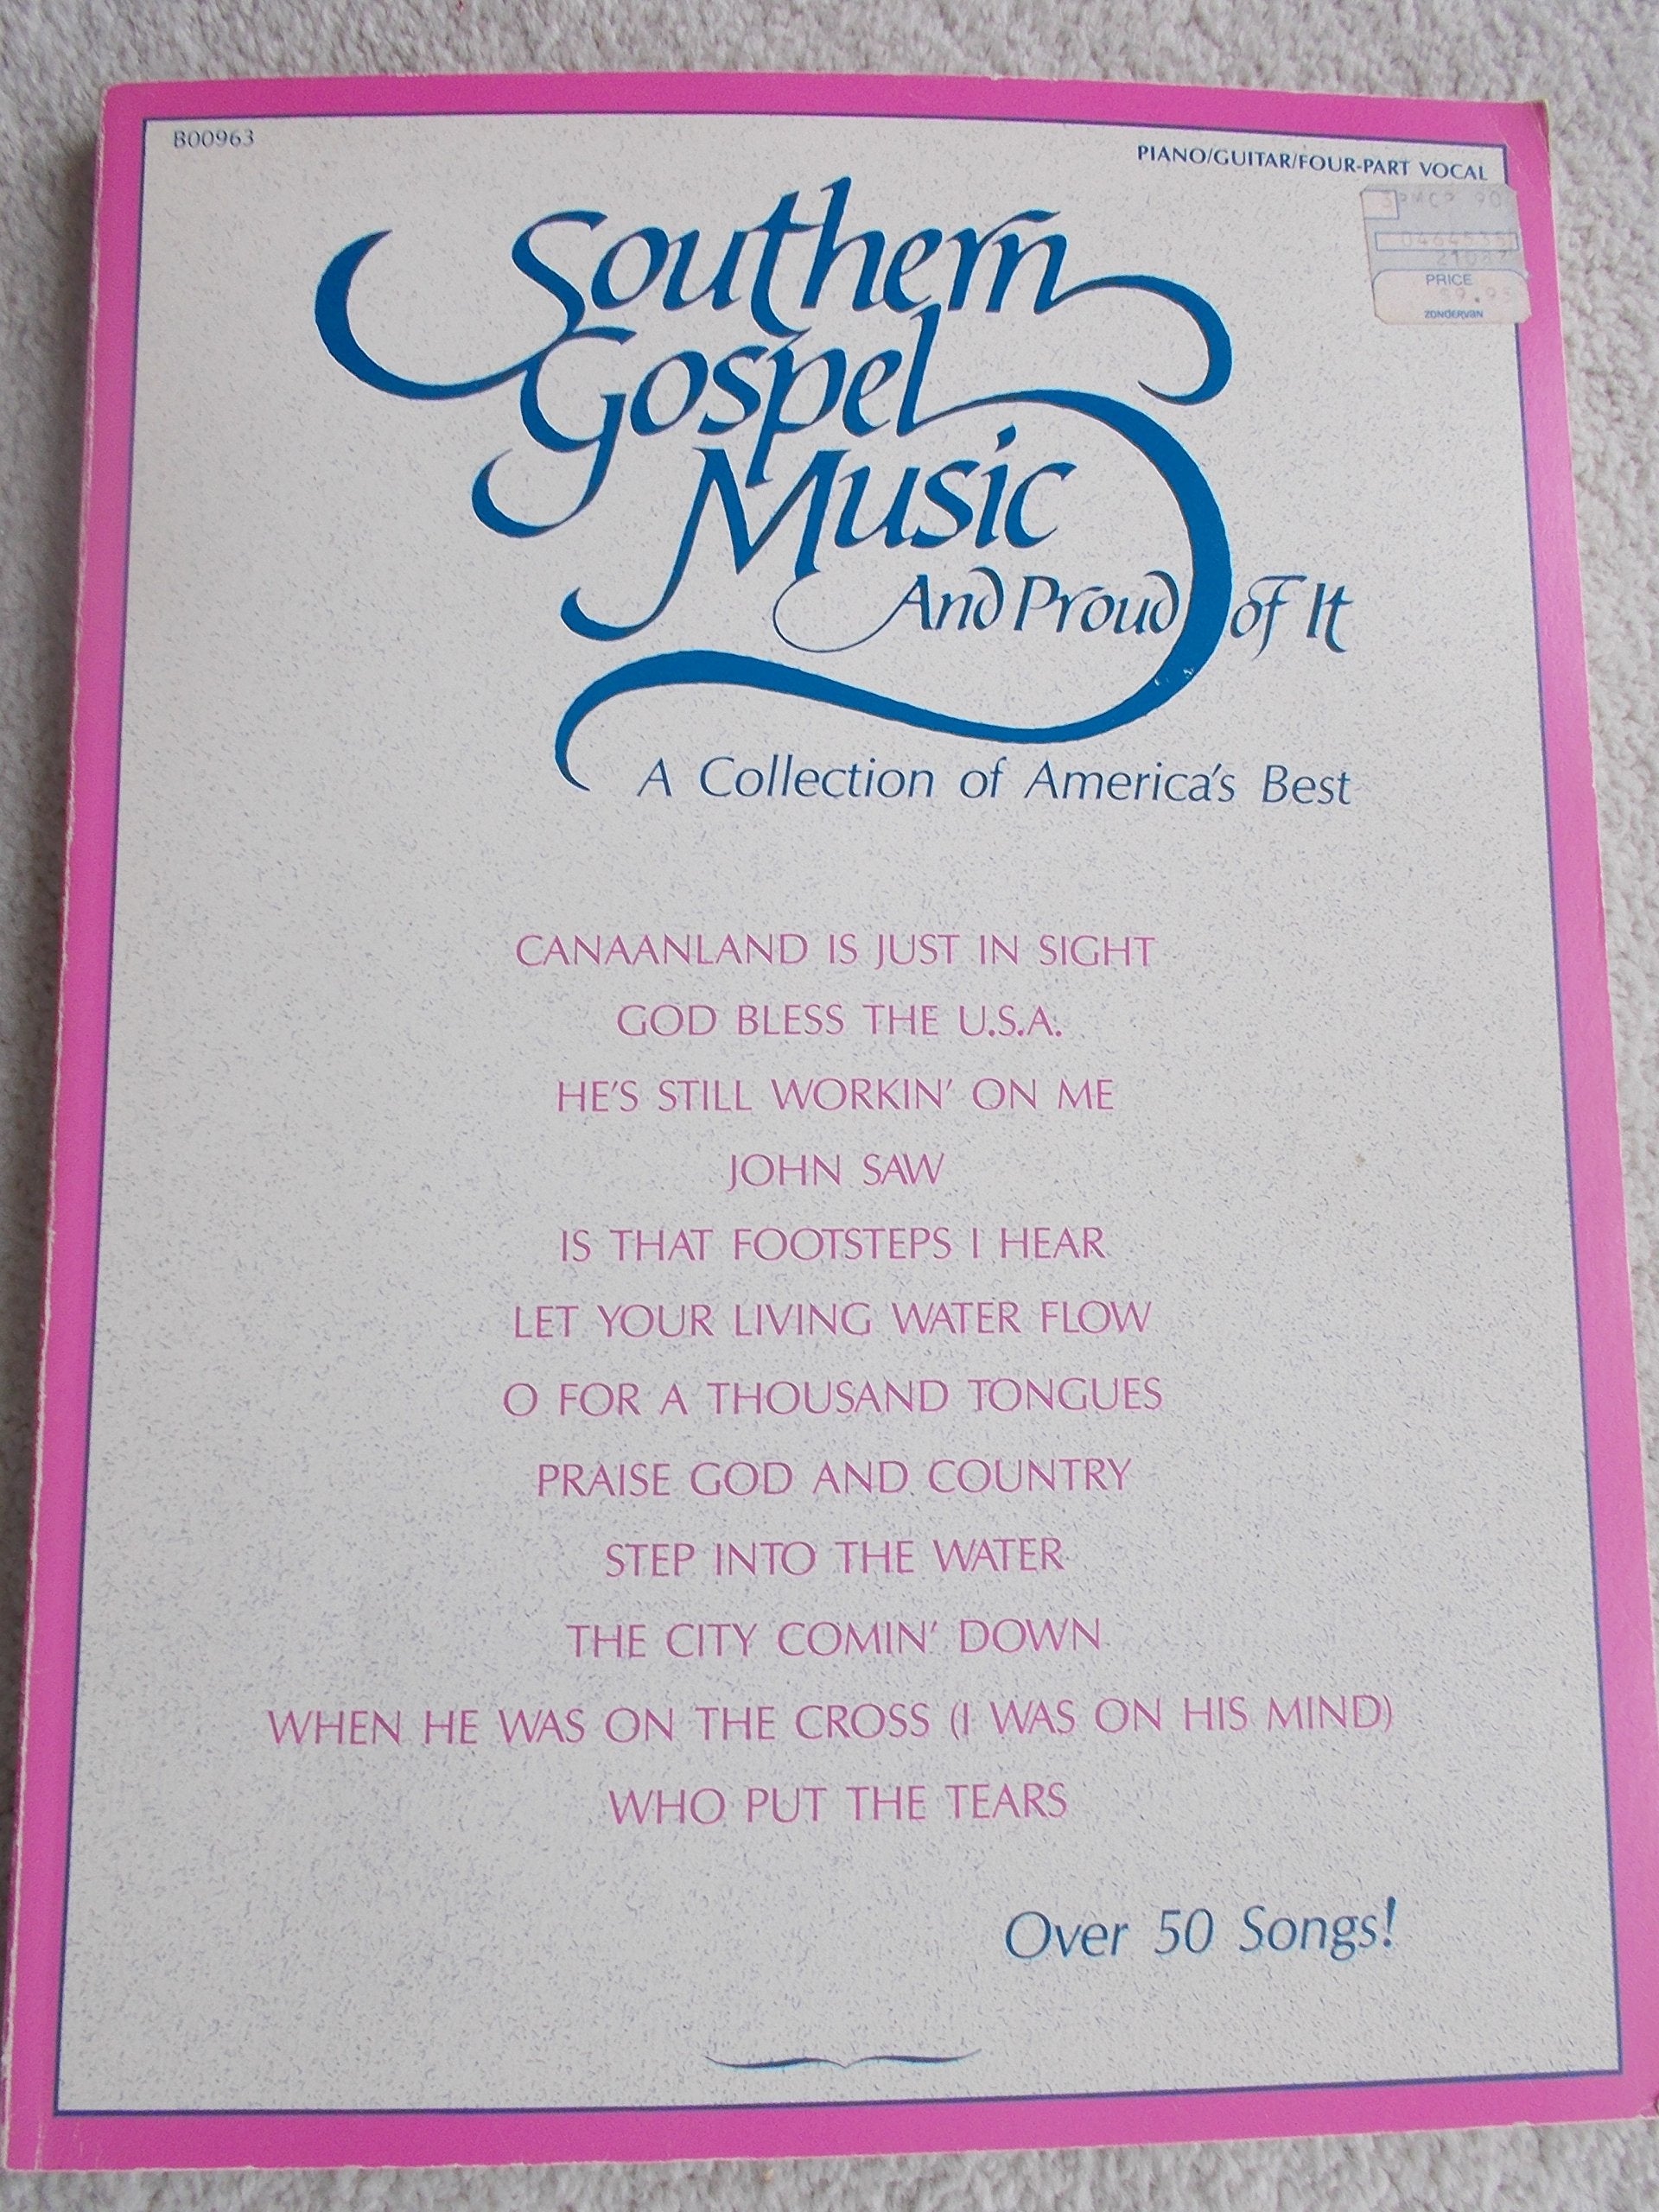 B00963
PIANO/GUITAR/FOUR-PART VOCAL
PRICE
ZONDERVAN
Southern
Gospel
Music
And Proud of It
A Collection of America's Best
CANAANLAND IS JUST IN SIGHT
GOD BLESS THE U.S.A.
HE'S STILL WORKIN' ON ME
JOHN SAW
IS THAT FOOTSTEPS I HEAR
LET YOUR LIVING WATER FLOW
O FOR A THOUSAND TONGUES
PRAISE GOD AND COUNTRY
STEP INTO THE WATER
THE CITY COMIN' DOWN
WHEN HE WAS ON THE CROSS (I WAS ON HIS MIND)
WHO PUT THE TEARS
Over 50 Songs!